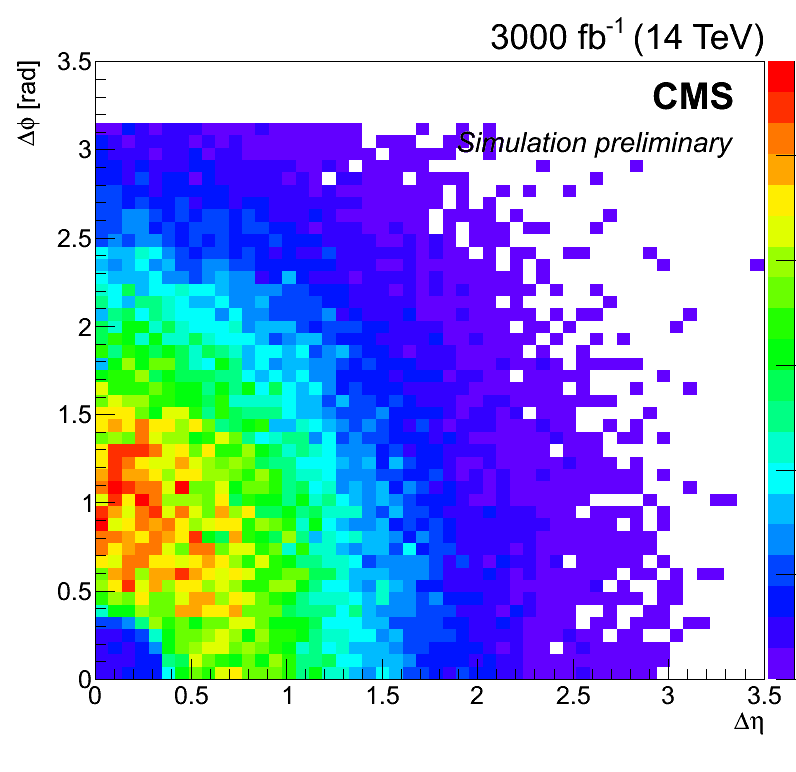 3000 fb-1 (14 TeV)
CMS
Simulation preliminary
Δφ [rad]
3.5
3
2.5
2
1.5
1
0.5
0
0 0.5 1 1.5 2 2.5 3 3.5
Δη